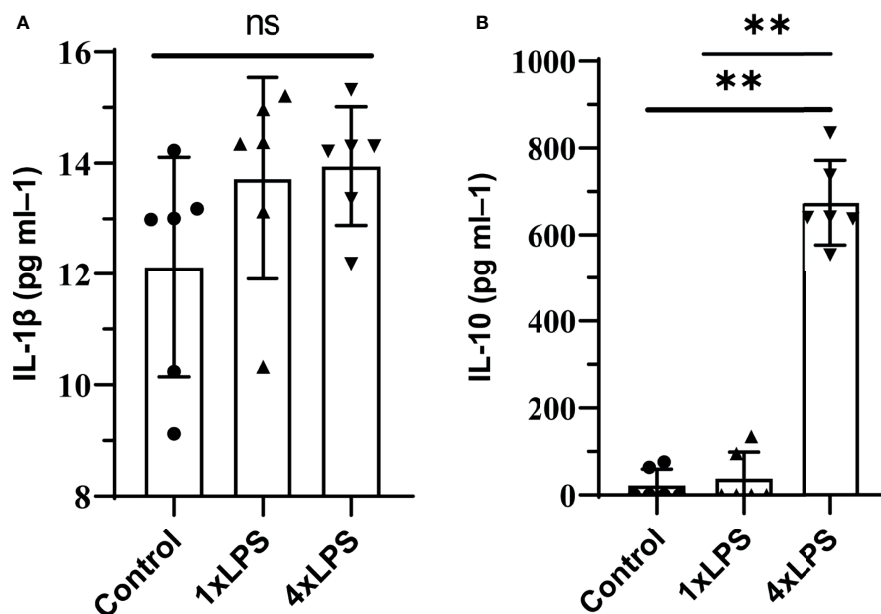 A
ns
16
14
12
10
8
IL-1β (pg ml–1)
Control
1xLPS
4xLPS
B
**
**
1000
800
600
400
200
0
IL-10 (pg ml–1)
Control
1xLPS
4xLPS